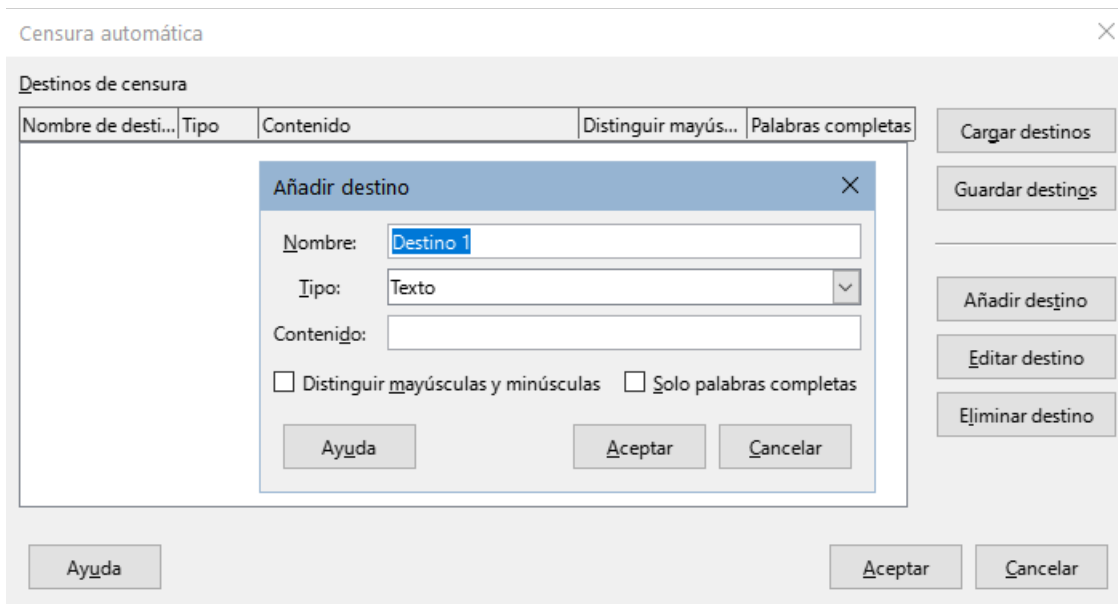 Censura automática
Destinos de censura
Nombre de desti... Tipo Contenido Distinguir mayús... Palabras completas
Cargar destinos
Guardar destinos
Añadir destino
Nombre: Destino 1
Tipo: Texto
Contenido:
Distinguir mayúsculas y minúsculas Solo palabras completas
Ayuda Aceptar Cancelar
Añadir destino
Editar destino
Eliminar destino
Ayuda Aceptar Cancelar